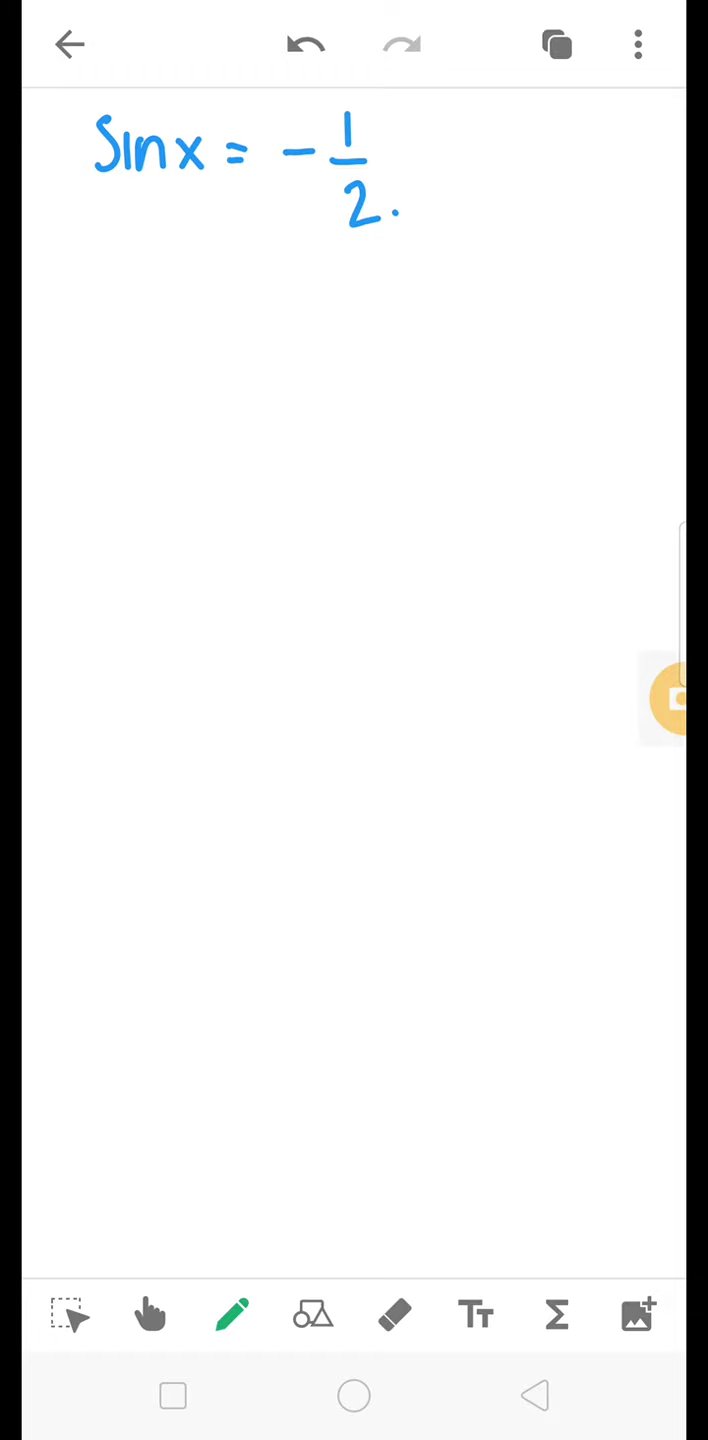 Sin x = - 1/2.